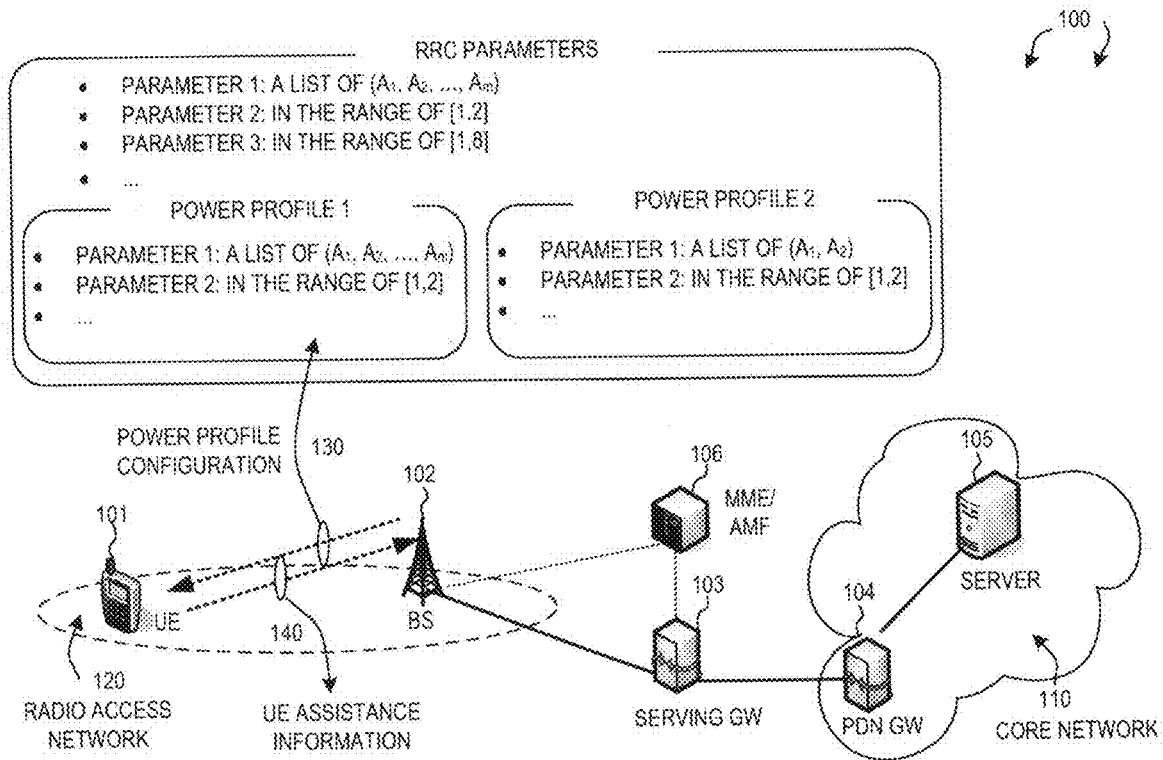 100
RRC PARAMETERS
• PARAMETER 1: A LIST OF (A₁, A₂, ..., Aₘ)
• PARAMETER 2: IN THE RANGE OF [1.2]
• PARAMETER 3: IN THE RANGE OF [1,8]
• ...
POWER PROFILE 1
• PARAMETER 1: A LIST OF (A₁, A₂, ..., Aₘ)
• PARAMETER 2: IN THE RANGE OF [1,2]
• ...
POWER PROFILE 2
• PARAMETER 1: A LIST OF (A₁, A₂)
• PARAMETER 2: IN THE RANGE OF [1,2]
• ...
POWER PROFILE
CONFIGURATION
130
101
UE
102
BS
140
120
RADIO ACCESS
NETWORK
UE ASSISTANCE
INFORMATION
106
MME/
AMF
103
SERVING GW
104
PDN GW
105
SERVER
110
CORE NETWORK